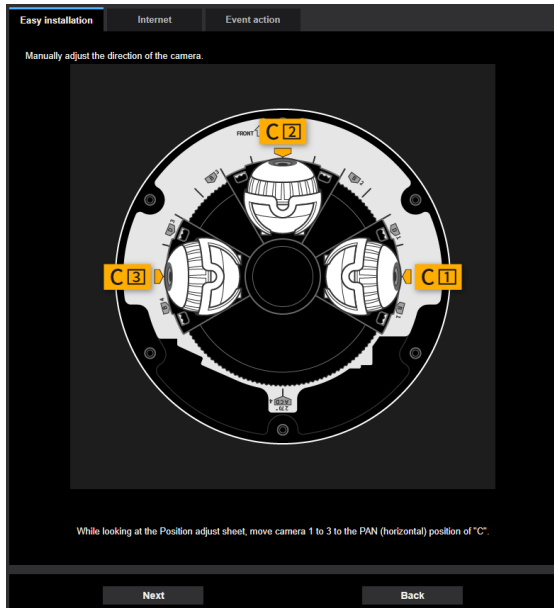 Easy installation
Internet
Event action
Manually adjust the direction of the camera.
FRONT
C 2
C 3
C 1
While looking at the Position adjust sheet, move camera 1 to 3 to the PAN (horizontal) position of "C".
Next
Back